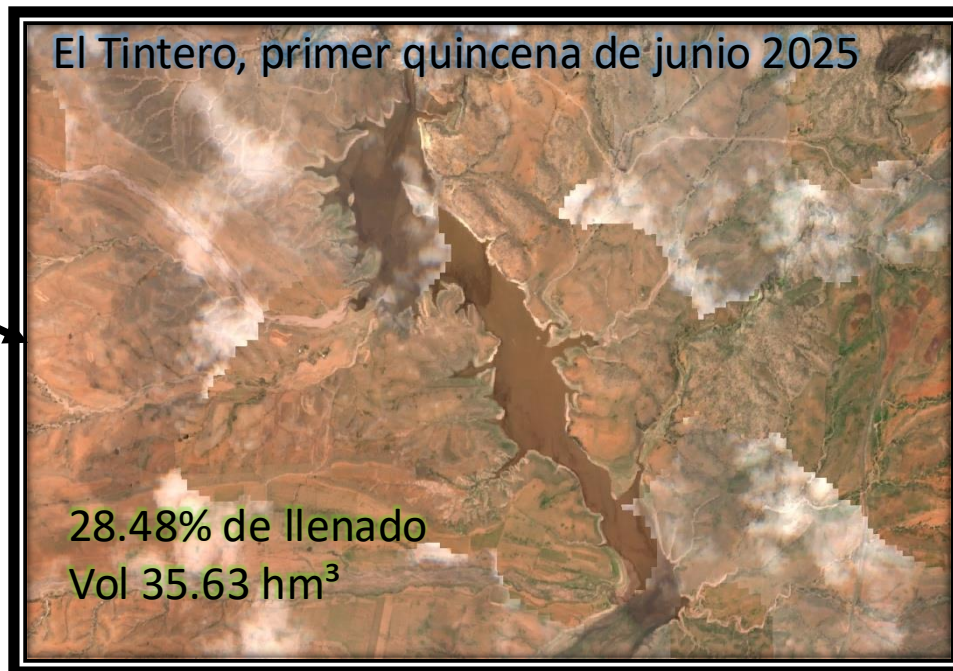 El Tintero, primer quincena de junio 2025
28.48% de llenado
Vol 35.63 hm³